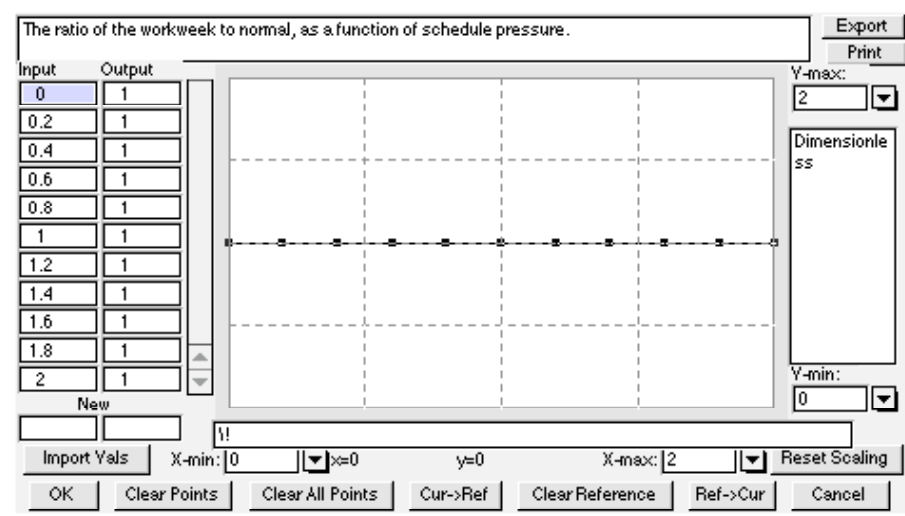 The ratio of the workweek to normal, as a function of schedule pressure.
Export
Print
Input Output
0 1
0.2 1
0.4 1
0.6 1
0.8 1
1 1
1.2 1
1.4 1
1.6 1
1.8 1
2 1
New
Y-max:
2
Dimensionle
ss
Y-min:
0
\!
Import Vals X-min: 0 x=0 y=0 X-max: 2 Reset Scaling
OK Clear Points Clear All Points Cur->Ref Clear Reference Ref->Cur Cancel